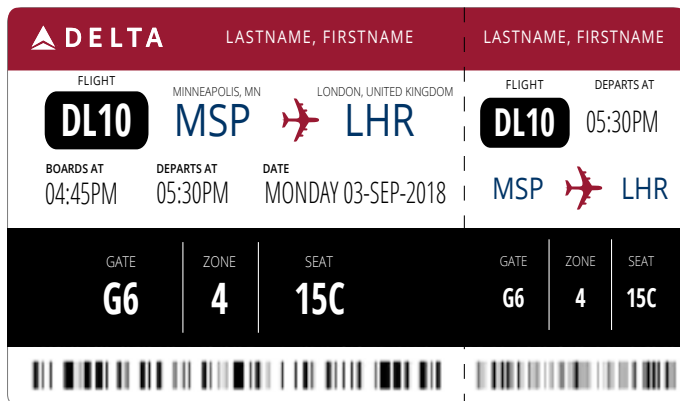 DELTA
LASTNAME, FIRSTNAME
FLIGHT
DL10
MINNEAPOLIS, MN
MSP
LONDON, UNITED KINGDOM
LHR
BOARDS AT
04:45PM
DEPARTS AT
05:30PM
DATE
MONDAY 03-SEP-2018
GATE
G6
ZONE
4
SEAT
15C
LASTNAME, FIRSTNAME
FLIGHT
DL10
DEPARTS AT
05:30PM
MSP LHR
GATE
G6
ZONE
4
SEAT
15C